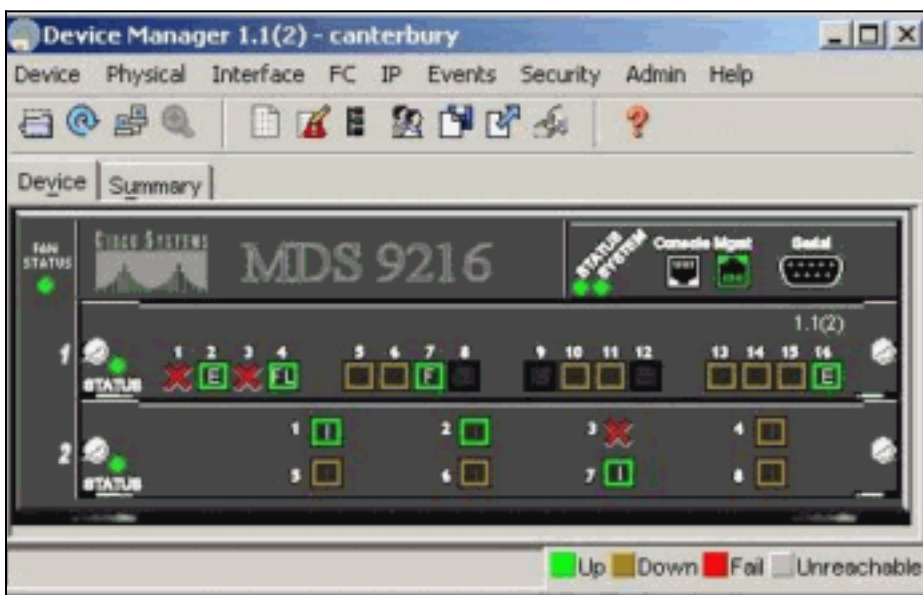 Device Manager 1.1(2) - canterbury
Device Physical Interface FC IP Events Security Admin Help
Device Summary
FAN STATUS
CISCO SYSTEMS
MDS 9216
STATUS
SYSTEM
Console Mgmt Serial
1.1(2)
1
1 2 3 4 5 6 7 8 9 10 11 12 13 14 15 16
E FL F E
STATUS
2
1 2 3 4
I I
5 6 7 8
I
STATUS
Up Down Fail Unreachable